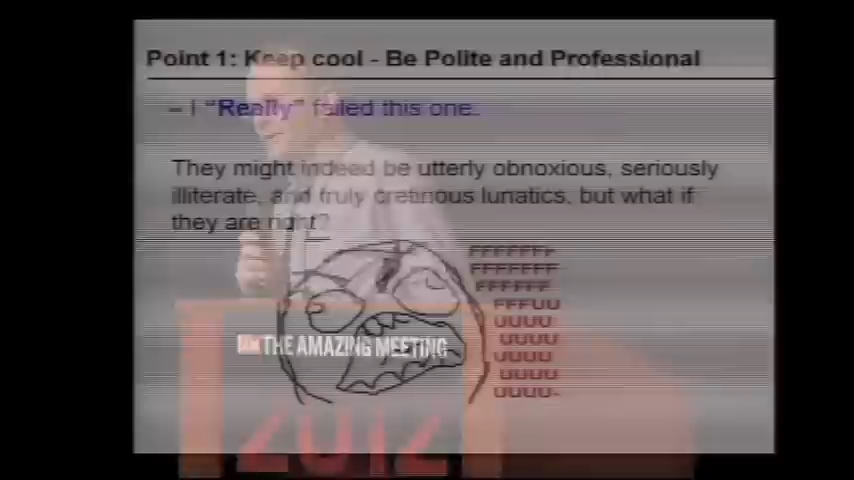 Point 1: Keep cool - Be Polite and Professional
– I "Really" failed this one.
They might indeed be utterly obnoxious, seriously
illiterate, and truly cretinous lunatics, but what if
they are right?
FFFFFFF
FFFFFFF
FFFFFF
FFFUU
UUUU
UUUU
UUUU
UUUU
UUUU-
THE AMAZING MEETING
2012